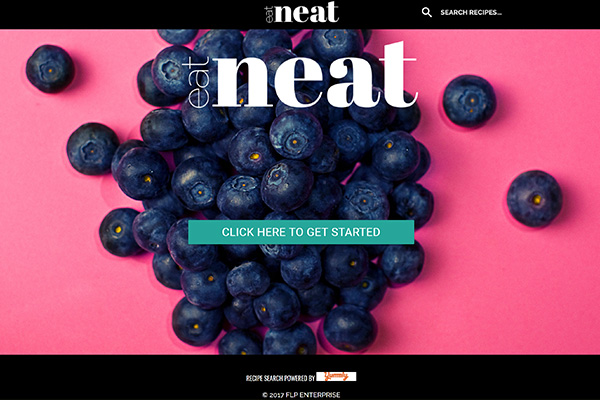 eat neat
SEARCH RECIPES...
eat neat
CLICK HERE TO GET STARTED
RECIPE SEARCH POWERED BY Yummly
© 2017 FLP ENTERPRISE